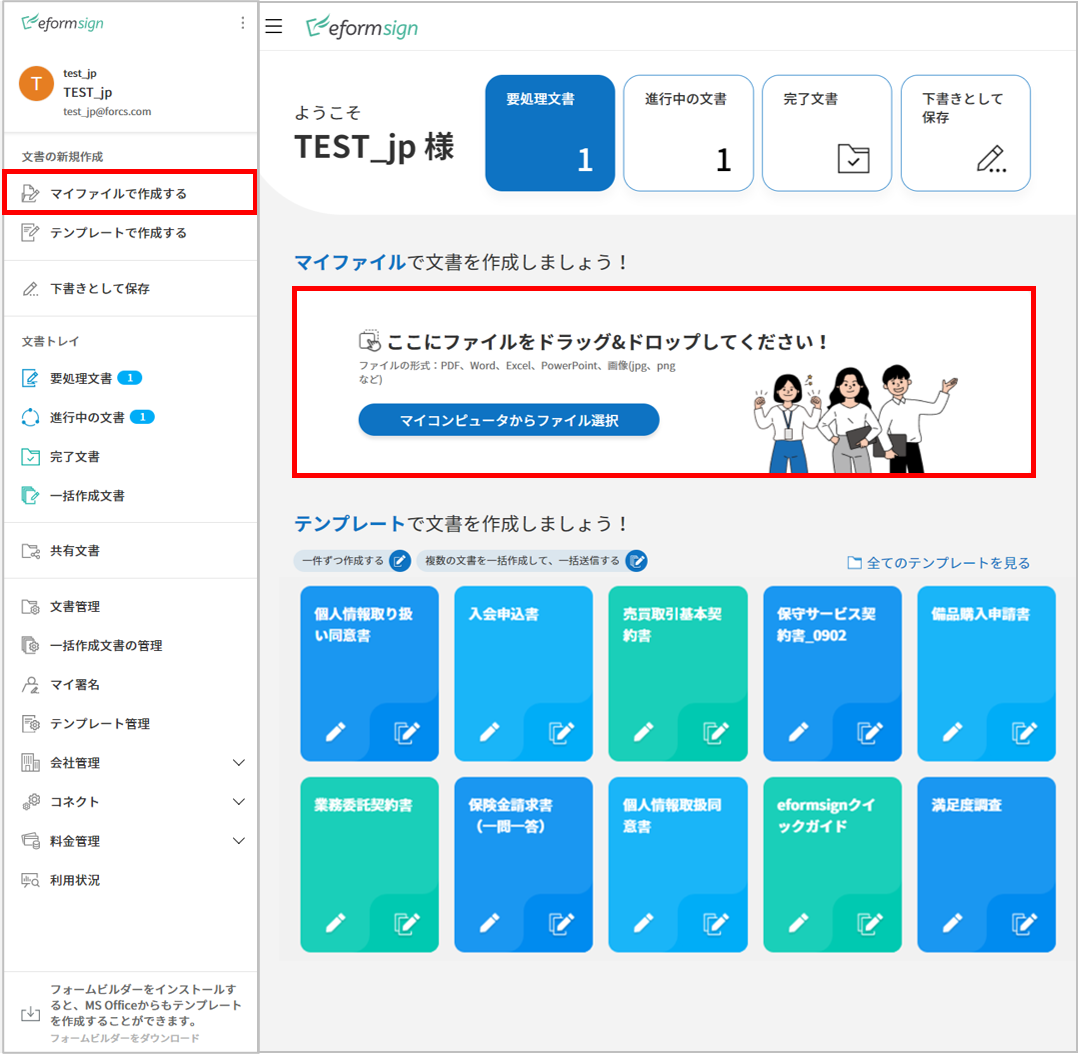 eformsign
T
test_jp
TEST_jp
test_jp@forcs.com
文書の新規作成
マイファイルで作成する
テンプレートで作成する
下書きとして保存
文書トレイ
要処理文書 1
進行中の文書 1
完了文書
一括作成文書
共有文書
文書管理
一括作成文書の管理
マイ署名
テンプレート管理
会社管理
コネクト
料金管理
利用状況
フォームビルダーをインストールす
ると、MS Officeからもテンプレート
を作成することができます。
フォームビルダーをダウンロード
eformsign
ようこそ
TEST_jp 様
要処理文書
1
進行中の文書
1
完了文書
下書きとして
保存
マイファイルで文書を作成しましょう！
ここにファイルをドラッグ&ドロップしてください！
ファイルの形式：PDF、Word、Excel、PowerPoint、画像(jpg、png
など)
マイコンピュータからファイル選択
テンプレートで文書を作成しましょう！
一件ずつ作成する
複数の文書を一括作成して、一括送信する
全てのテンプレートを見る
個人情報取り扱
い同意書
入会申込書
売買取引基本契
約書
保守サービス契
約書_0902
備品購入申請書
業務委託契約書
保険金請求書
（一問一答）
個人情報取扱同
意書
eformsignクイ
ックガイド
満足度調査